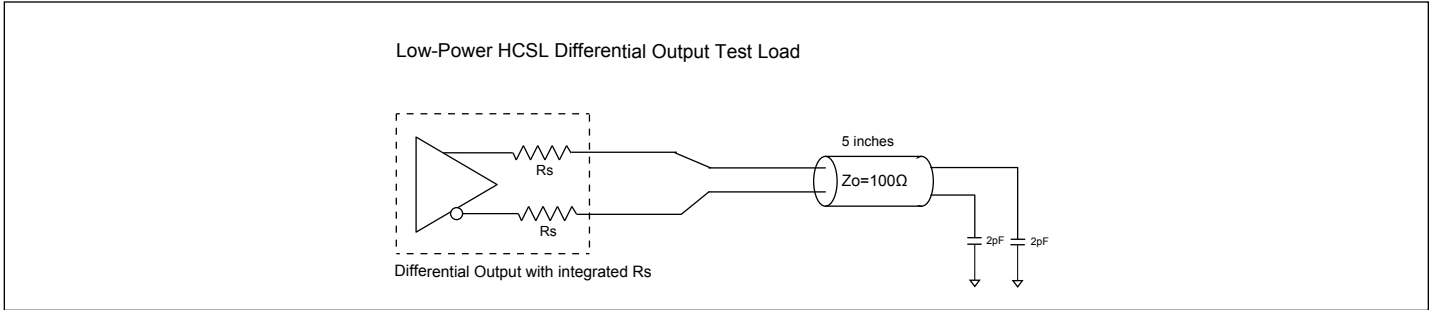 Low-Power HCSL Differential Output Test Load
5 inches
Rs
Zo=100Ω
Rs
2pF
2pF
Differential Output with integrated Rs